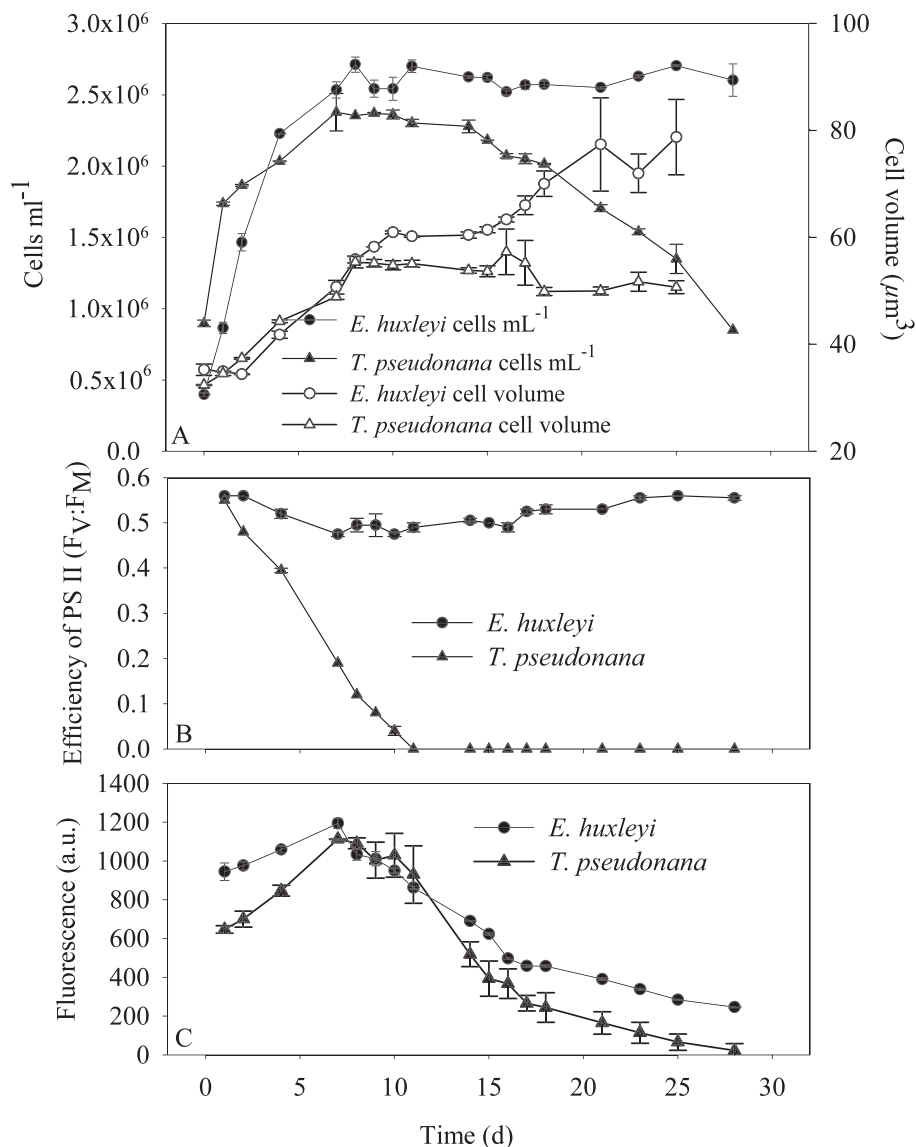 3.0x10⁶
2.5x10⁶
2.0x10⁶
1.5x10⁶
1.0x10⁶
0.5x10⁶
0.0
Cells ml⁻¹
100
80
60
40
20
Cell volume (μm³)
E. huxleyi cells mL⁻¹
T. pseudonana cells mL⁻¹
E. huxleyi cell volume
T. pseudonana cell volume
A
0.6
0.5
0.4
0.3
0.2
0.1
0.0
Efficiency of PS II (FV:FM)
E. huxleyi
T. pseudonana
B
1400
1200
1000
800
600
400
200
0
Fluorescence (a.u.)
E. huxleyi
T. pseudonana
C
0 5 10 15 20 25 30
Time (d)